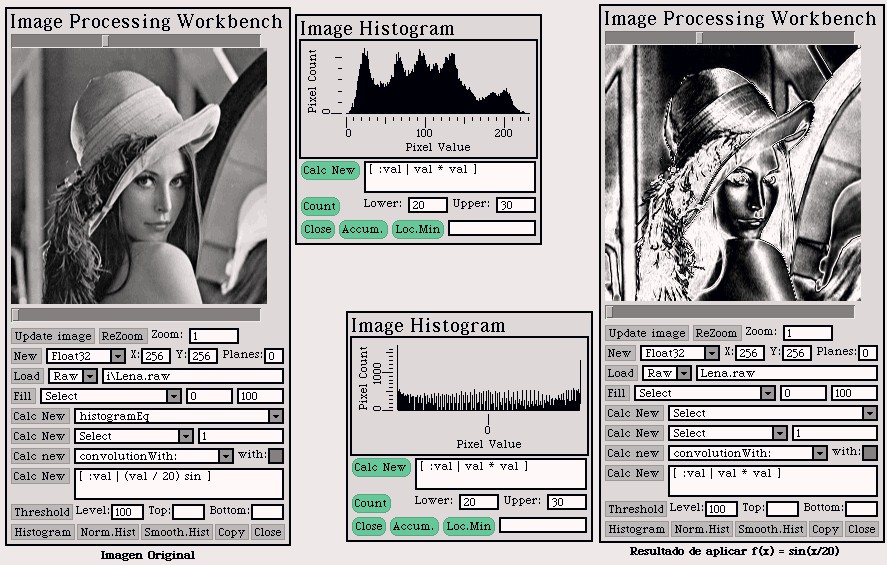 Image Processing Workbench
Update image ReZoom Zoom: 1
New Float32 X: 256 Y: 256 Planes: 0
Load Raw i\Lena.raw
Fill Select 0 100
Calc New histogramEq
Calc New Select 1
Calc new convolutionWith: with:
Calc New [ :val | (val / 20) sin ]
Threshold Level: 100 Top: Bottom:
Histogram Norm.Hist Smooth.Hist Copy Close
Imagen Original
Image Histogram
Pixel Count
0
0 100 200
Pixel Value
Calc New [ :val | val * val ]
Count Lower: 20 Upper: 30
Close Accum. Loc.Min
Image Histogram
Pixel Count
1000
0
0
Pixel Value
Calc New [ :val | val * val ]
Count Lower: 20 Upper: 30
Close Accum. Loc.Min
Image Processing Workbench
Update image ReZoom Zoom: 1
New Float32 X: 256 Y: 256 Planes: 0
Load Raw Lena.raw
Fill Select 0 100
Calc New Select
Calc New Select 1
Calc new convolutionWith: with:
Calc New [ :val | val * val ]
Threshold Level: 100 Top: Bottom:
Histogram Norm.Hist Smooth.Hist Copy Close
Resultado de aplicar f(x) = sin(x/20)